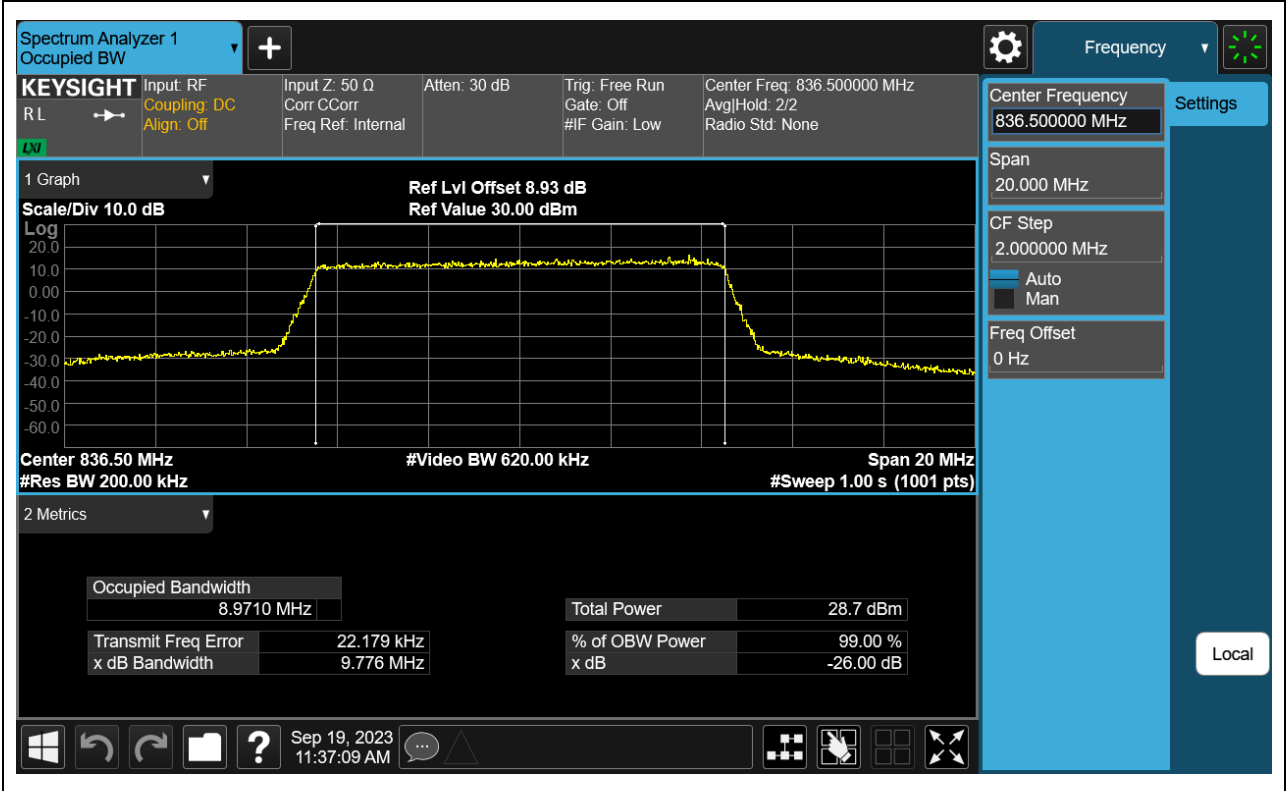 Spectrum Analyzer 1
Occupied BW
Frequency
KEYSIGHT
R L
LXI
Input: RF
Coupling: DC
Align: Off
Input Z: 50 Ω
Corr CCorr
Freq Ref: Internal
Atten: 30 dB
Trig: Free Run
Gate: Off
#IF Gain: Low
Center Freq: 836.500000 MHz
Avg|Hold: 2/2
Radio Std: None
Center Frequency
836.500000 MHz
Settings
Span
20.000 MHz
CF Step
2.000000 MHz
Auto
Man
Freq Offset
0 Hz
Local
1 Graph
Scale/Div 10.0 dB
Ref Lvl Offset 8.93 dB
Ref Value 30.00 dBm
Log
20.0
10.0
0.00
-10.0
-20.0
-30.0
-40.0
-50.0
-60.0
Center 836.50 MHz
#Video BW 620.00 kHz
Span 20 MHz
#Res BW 200.00 kHz
#Sweep 1.00 s (1001 pts)
2 Metrics
Occupied Bandwidth
8.9710 MHz
Total Power 28.7 dBm
Transmit Freq Error 22.179 kHz
% of OBW Power 99.00 %
x dB Bandwidth 9.776 MHz
x dB -26.00 dB
?
Sep 19, 2023
11:37:09 AM